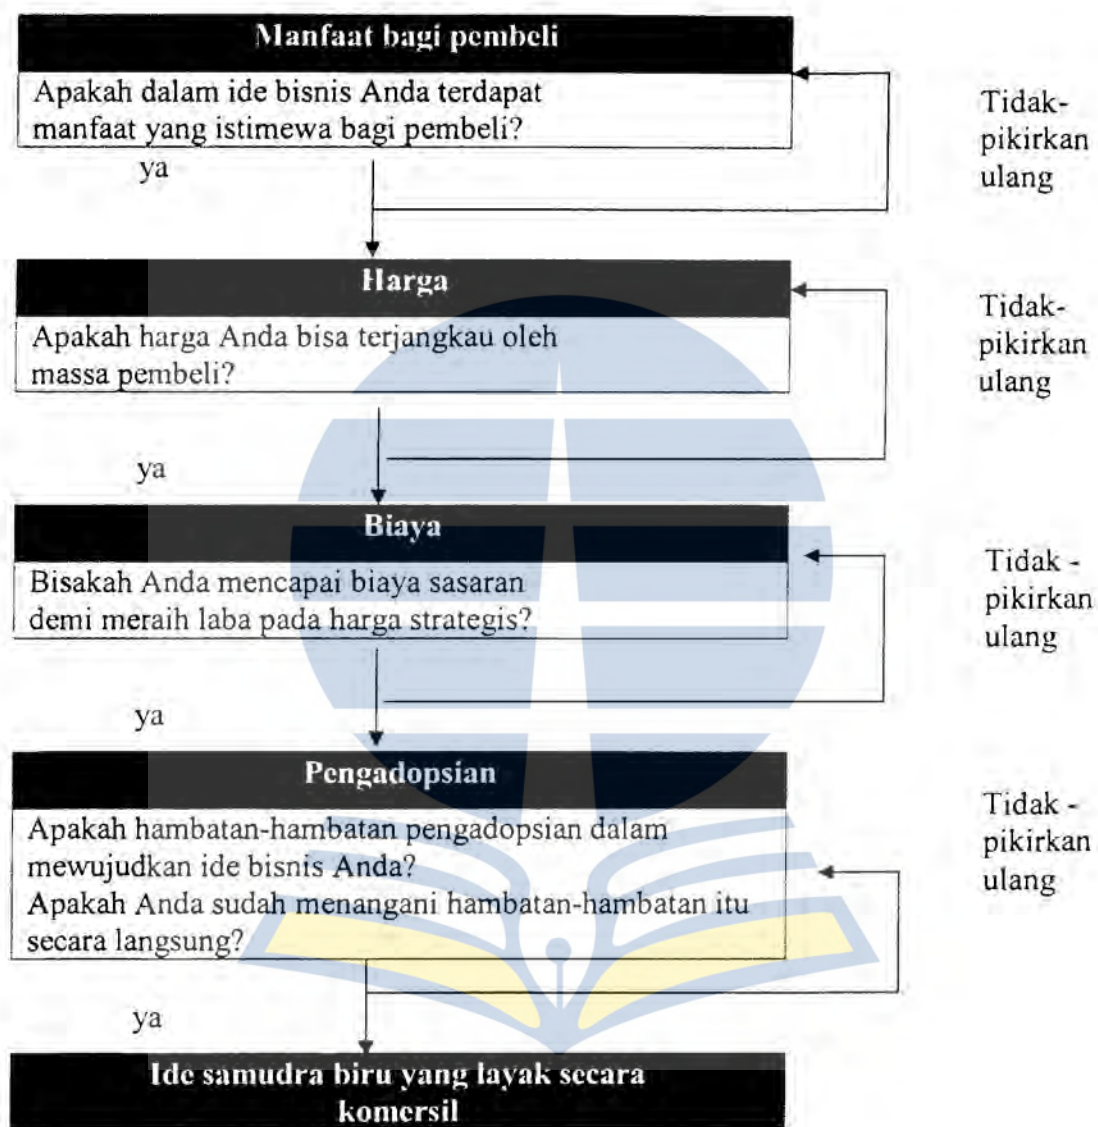 Manfaat bagi pembeli
Apakah dalam ide bisnis Anda terdapat
manfaat yang istimewa bagi pembeli?
Tidak-
pikirkan
ulang
ya
Harga
Apakah harga Anda bisa terjangkau oleh
massa pembeli?
Tidak-
pikirkan
ulang
ya
Biaya
Bisakah Anda mencapai biaya sasaran
demi meraih laba pada harga strategis?
Tidak -
pikirkan
ulang
ya
Pengadopsian
Apakah hambatan-hambatan pengadopsian dalam
mewujudkan ide bisnis Anda?
Apakah Anda sudah menangani hambatan-hambatan itu
secara langsung?
Tidak -
pikirkan
ulang
ya
Ide samudra biru yang layak secara
komersil